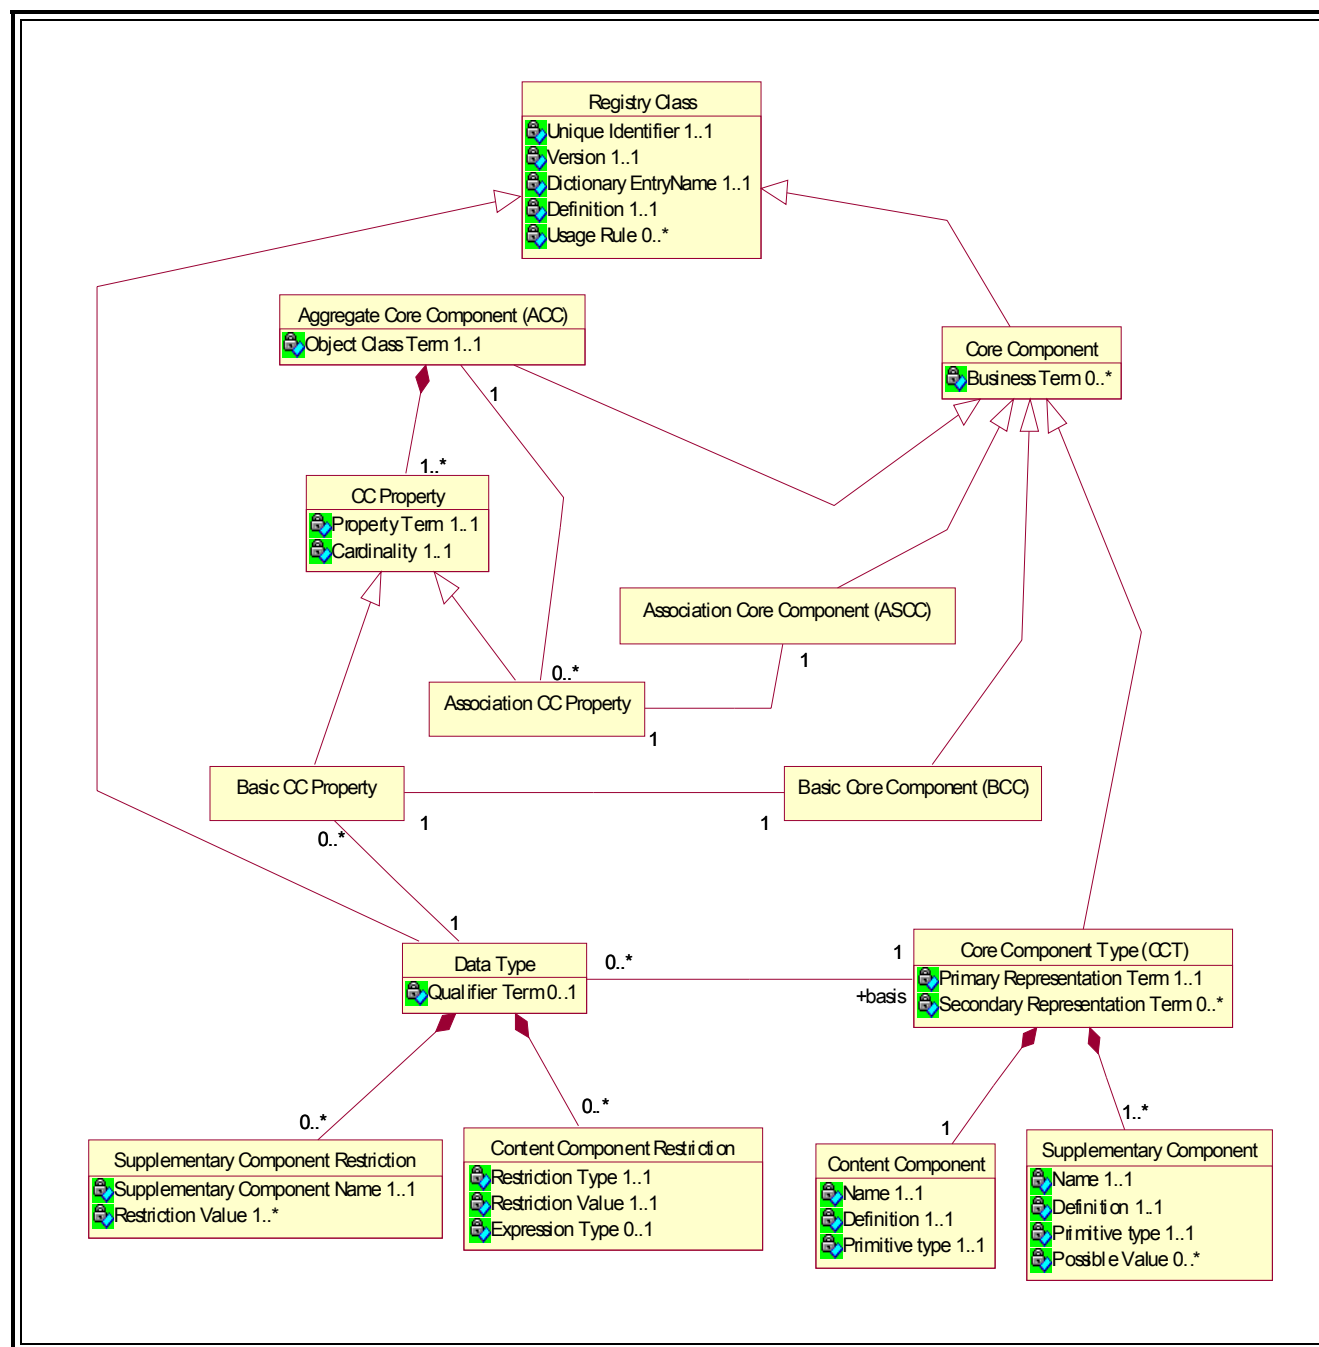 Registry Class
Unique Identifier 1..1
Version 1..1
Dictionary EntryName 1..1
Definition 1..1
Usage Rule 0..*
Aggregate Core Component (ACC)
Object Class Term 1..1
Core Component
Business Term 0..*
1
1..*
CC Property
Property Term 1..1
Cardinality 1..1
Association Core Component (ASCC)
1
0..*
Association CC Property
1
Basic CC Property
Basic Core Component (BCC)
0..*
1
1
1
Data Type
Qualifier Term 0..1
0..*
1
+basis
Core Component Type (CCT)
Primary Representation Term 1..1
Secondary Representation Term 0..*
0..*
0..*
1
1..*
Supplementary Component Restriction
Supplementary Component Name 1..1
Restriction Value 1..*
Content Component Restriction
Restriction Type 1..1
Restriction Value 1..1
Expression Type 0..1
Content Component
Name 1..1
Definition 1..1
Primitive type 1..1
Supplementary Component
Name 1..1
Definition 1..1
Primitive type 1..1
Possible Value 0..*